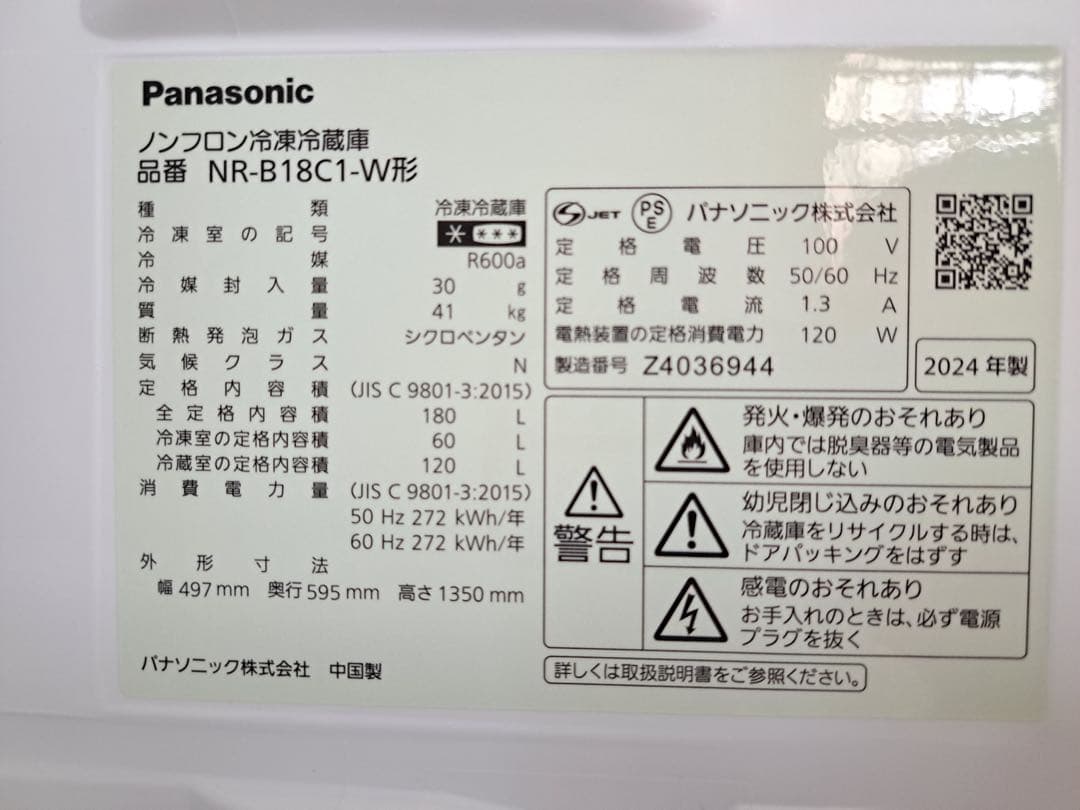 Panasonic
ノンフロン冷凍冷蔵庫
品番 NR-B18C1-W形
種類 冷凍冷蔵庫
冷凍室の記号
冷媒 R600a
冷媒封入量 30 g
質量 41 kg
断熱発泡ガス シクロペンタン
気候クラス N
定格内容積 (JIS C 9801-3:2015)
全定格内容積 180 L
冷凍室の定格内容積 60 L
冷蔵室の定格内容積 120 L
消費電力量 (JIS C 9801-3:2015)
50 Hz 272 kWh/年
60 Hz 272 kWh/年
外形寸法
幅 497 mm 奥行 595 mm 高さ 1350 mm
パナソニック株式会社 中国製
JET PSE パナソニック株式会社
定格電圧 100 V
定格周波数 50/60 Hz
定格電流 1.3 A
電熱装置の定格消費電力 120 W
製造番号 Z4036944
2024 年製
警告
発火・爆発のおそれあり
庫内では脱臭器等の電気製品
を使用しない
幼児閉じ込みのおそれあり
冷蔵庫をリサイクルする時は、
ドアパッキングをはずす
感電のおそれあり
お手入れのときは、必ず電源
プラグを抜く
詳しくは取扱説明書をご参照ください。